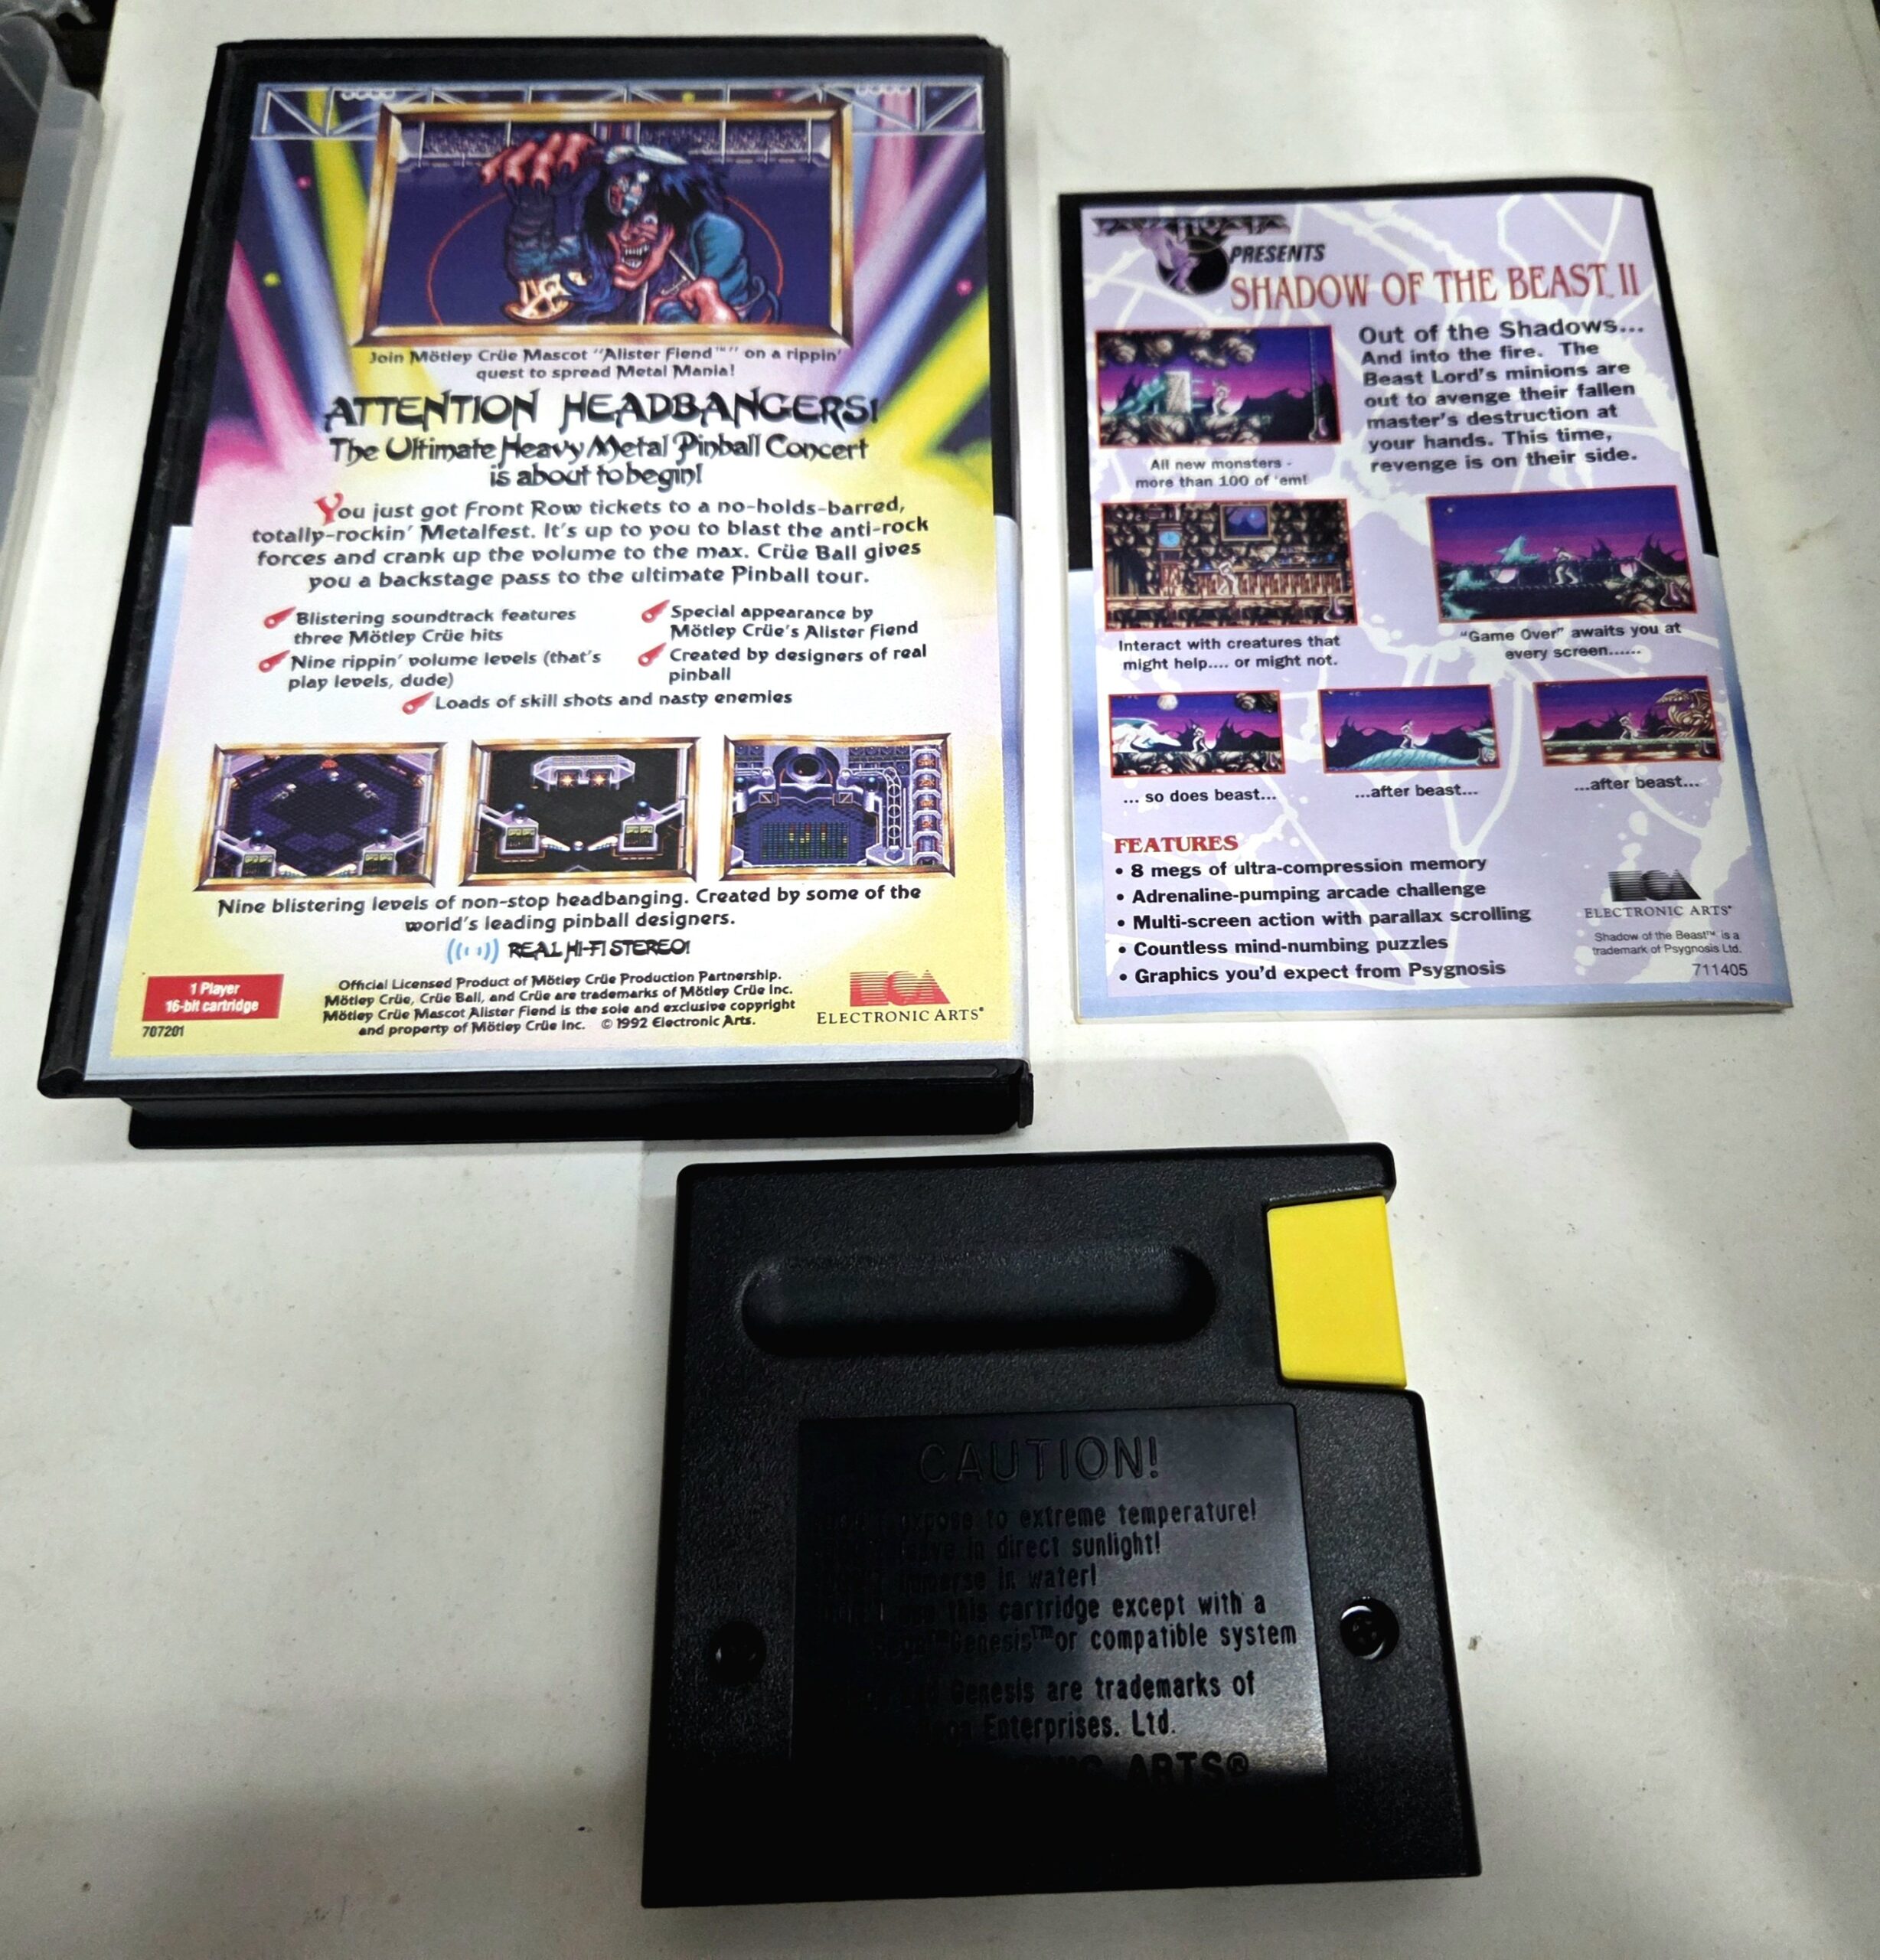 Join Mötley Crüe Mascot "Alister Fiend™" on a rippin'
quest to spread Metal Mania!
ATTENTION HEADBANGERS!
The Ultimate Heavy Metal Pinball Concert
is about to begin!
You just got Front Row tickets to a no-holds-barred,
totally-rockin' Metalfest. It's up to you to blast the anti-rock
forces and crank up the volume to the max. Crüe Ball gives
you a backstage pass to the ultimate Pinball tour.
Blistering soundtrack features
three Mötley Crüe hits
Nine rippin' volume levels (that's
play levels, dude)
Special appearance by
Mötley Crüe's Alister Fiend
Created by designers of real
pinball
Loads of skill shots and nasty enemies
Nine blistering levels of non-stop headbanging. Created by some of the
world's leading pinball designers.
REAL HI-FI STEREO!
1 Player
16-bit cartridge
707201
Official Licensed Product of Mötley Crüe Production Partnership.
Mötley Crüe, Crüe Ball, and Crüe are trademarks of Mötley Crüe Inc.
Mötley Crüe Mascot Alister Fiend is the sole and exclusive copyright
and property of Mötley Crüe Inc. © 1992 Electronic Arts.
ELECTRONIC ARTS®
PRESENTS
SHADOW OF THE BEAST II
Out of the Shadows...
And into the fire. The
Beast Lord's minions are
out to avenge their fallen
master's destruction at
your hands. This time,
revenge is on their side.
All new monsters -
more than 100 of 'em!
Interact with creatures that
might help.... or might not.
"Game Over" awaits you at
every screen......
... so does beast...
...after beast...
...after beast...
FEATURES
• 8 megs of ultra-compression memory
• Adrenaline-pumping arcade challenge
• Multi-screen action with parallax scrolling
• Countless mind-numbing puzzles
• Graphics you'd expect from Psygnosis
ELECTRONIC ARTS®
Shadow of the Beast™ is a
trademark of Psygnosis Ltd.
711405
CAUTION!
expose to extreme temperature!
in direct sunlight!
immerse in water!
this cartridge except with a
Sega™ Genesis™ or compatible system
Genesis are trademarks of
Enterprises. Ltd.
ARTS®